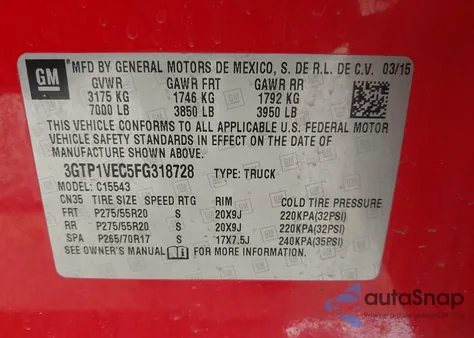 GM *MFD BY GENERAL MOTORS DE MEXICO, S. DE R.L. DE C.V. 03/15
GVWR GAWR FRT GAWR RR
3175 KG 1746 KG 1792 KG
7000 LB 3850 LB 3950 LB
THIS VEHICLE CONFORMS TO ALL APPLICABLE U.S. FEDERAL MOTOR
VEHICLE SAFETY STANDARDS IN EFFECT ON THE DATE OF
MANUFACTURE SHOWN ABOVE.
3GTP1VEC5FG318728 TYPE: TRUCK
MODEL: C15543
CN35 TIRE SIZE SPEED RTG RIM COLD TIRE PRESSURE
FRT P275/55R20 S 20X9J 220KPA(32PSI)
RR P275/55R20 S 20X9J 220KPA(32PSI)
SPA P265/70R17 S 17X7.5J 240KPA(35PSI)
SEE OWNER'S MANUAL FOR MORE INFORMATION
autoSnap